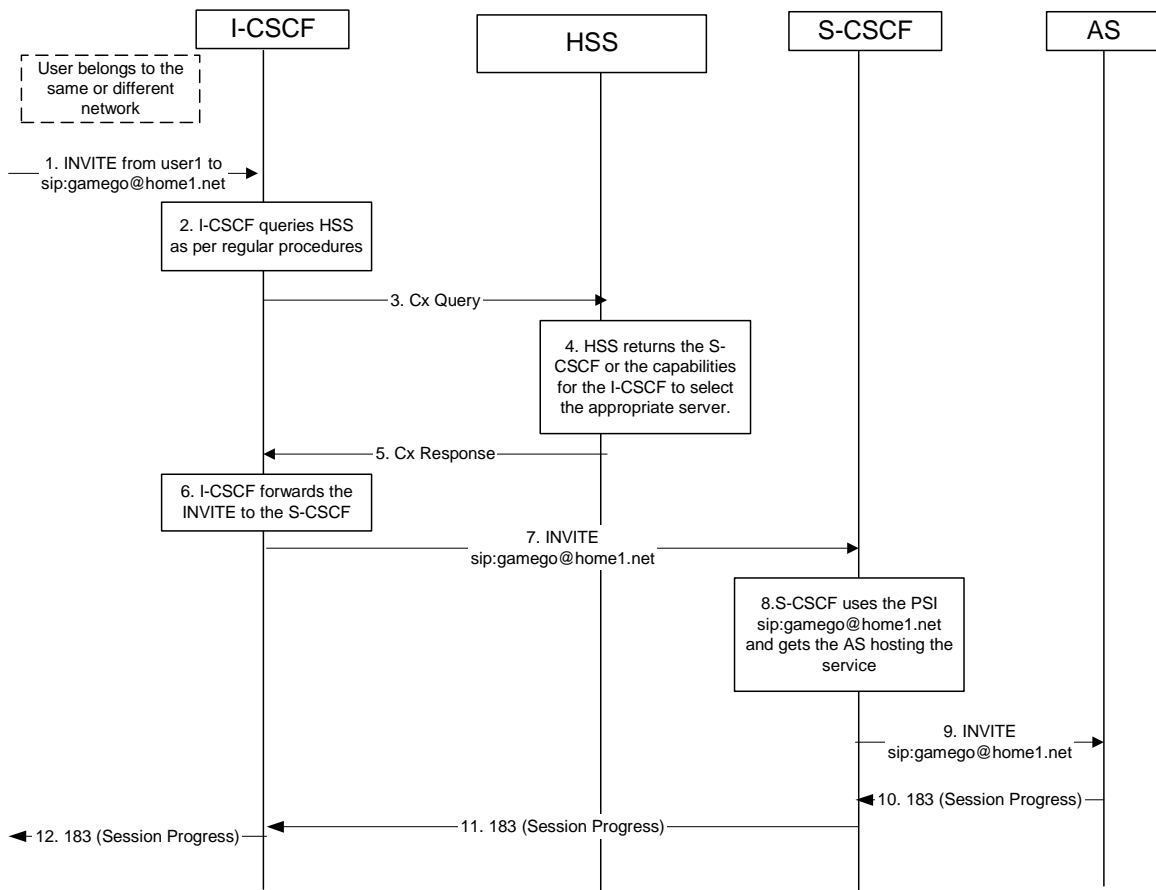 I-CSCF
HSS
S-CSCF
AS
User belongs to the
same or different
network
1. INVITE from user1 to
sip:gamego@home1.net
2. I-CSCF queries HSS
as per regular procedures
3. Cx Query
4. HSS returns the S-
CSCF or the capabilities
for the I-CSCF to select
the appropriate server.
5. Cx Response
6. I-CSCF forwards the
INVITE to the S-CSCF
7. INVITE
sip:gamego@home1.net
8.S-CSCF uses the PSI
sip:gamego@home1.net
and gets the AS hosting the
service
9. INVITE
sip:gamego@home1.net
10. 183 (Session Progress)
11. 183 (Session Progress)
12. 183 (Session Progress)